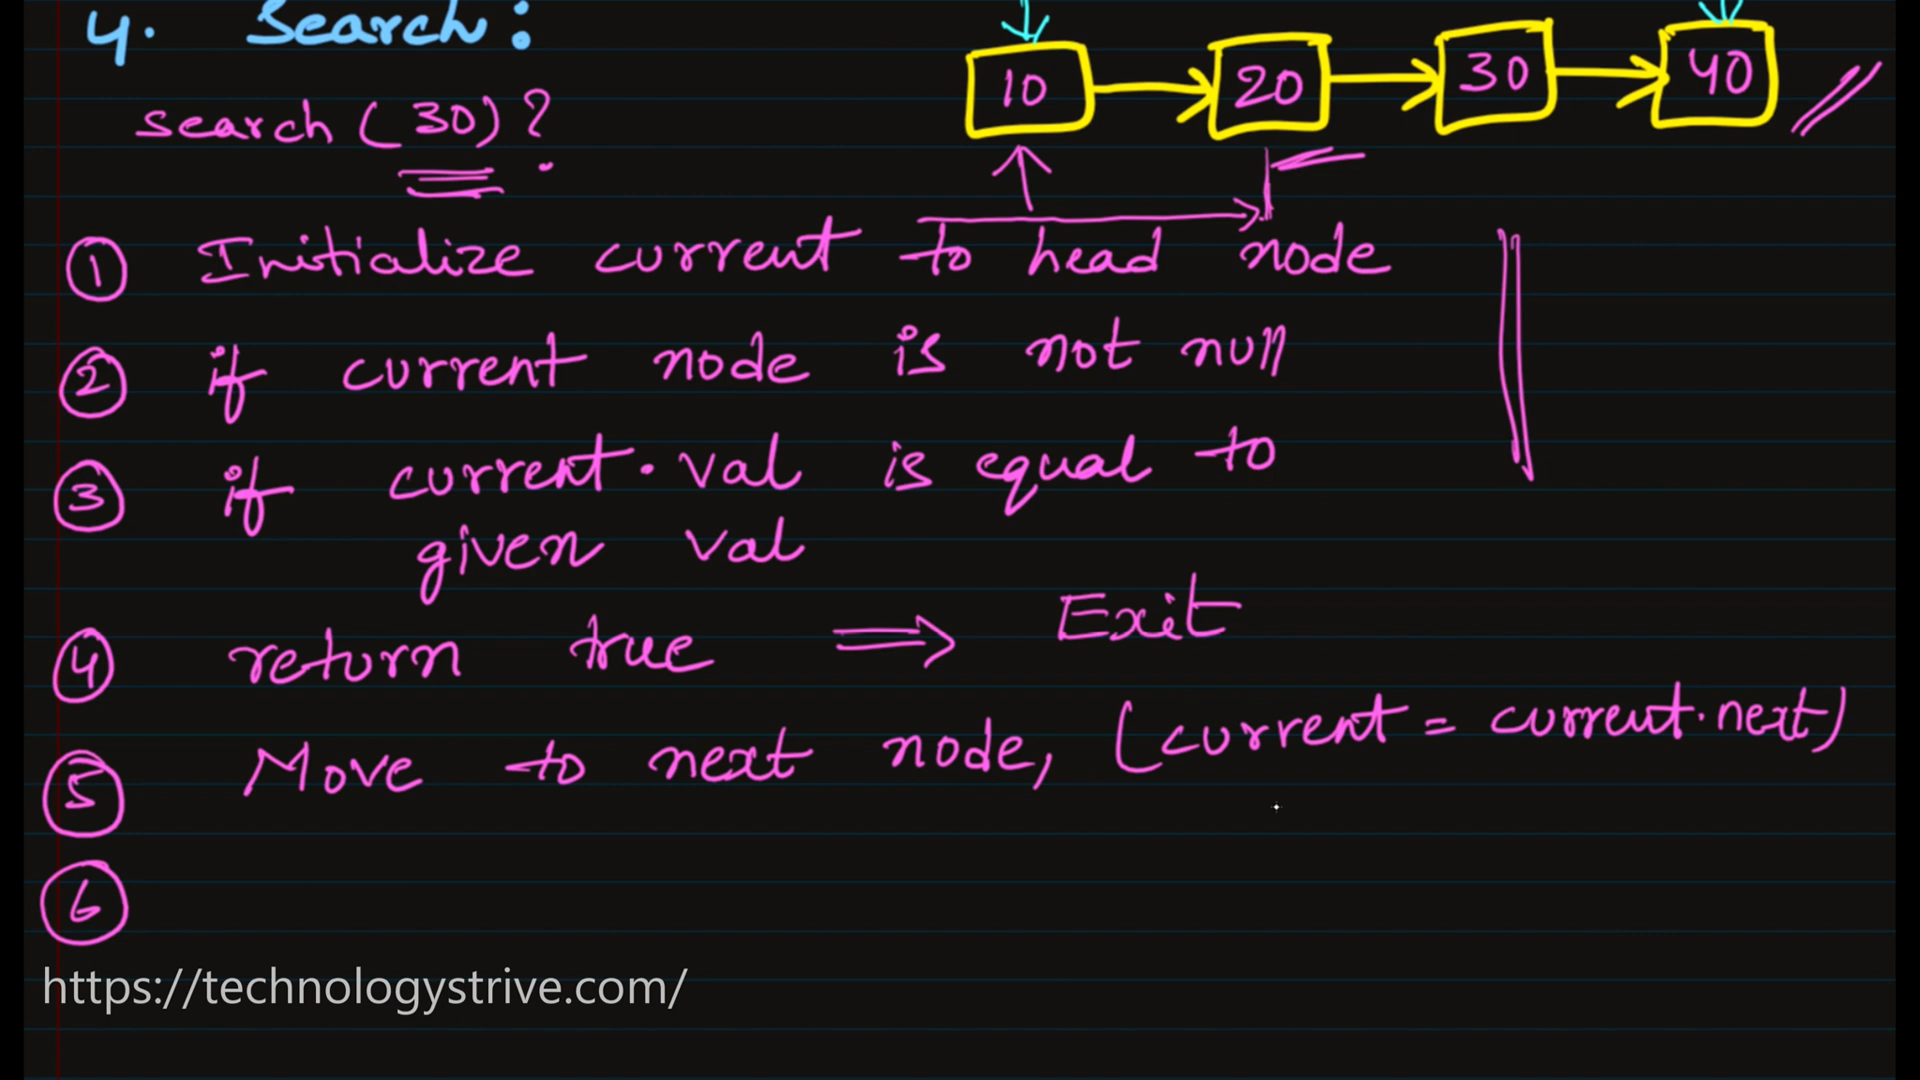 4. Search:
10 20 30 40
search (30)?
① Initialize current to head node
② if current node is not null
③ if current.val is equal to
given val
④ return true ⟹ Exit
⑤ Move to next node, (current = current.next)
⑥
https://technologystrive.com/